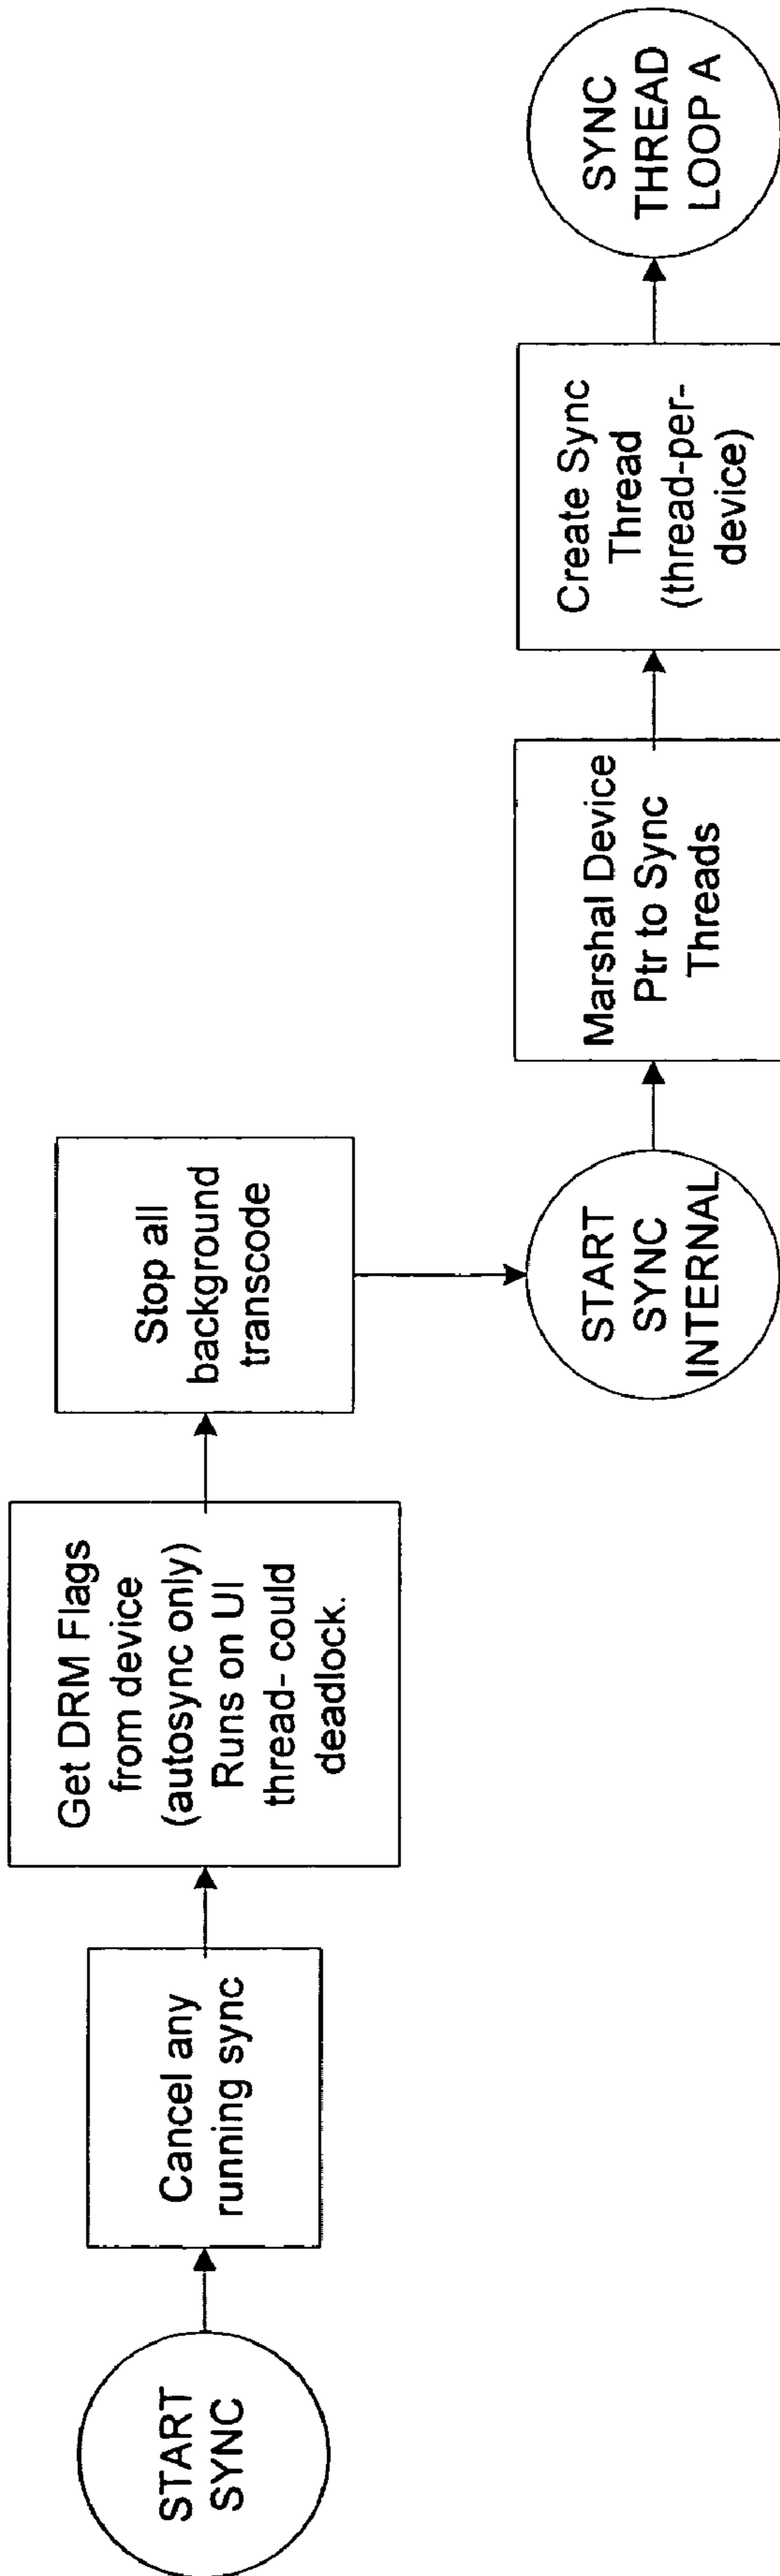 START
SYNC
Cancel any
running sync
Get DRM Flags
from device
(autosync only)
Runs on UI
thread- could
deadlock.
Stop all
background
transcode
START
SYNC
INTERNAL
Marshal Device
Ptr to Sync
Threads
Create Sync
Thread
(thread-per-
device)
SYNC
THREAD
LOOP A